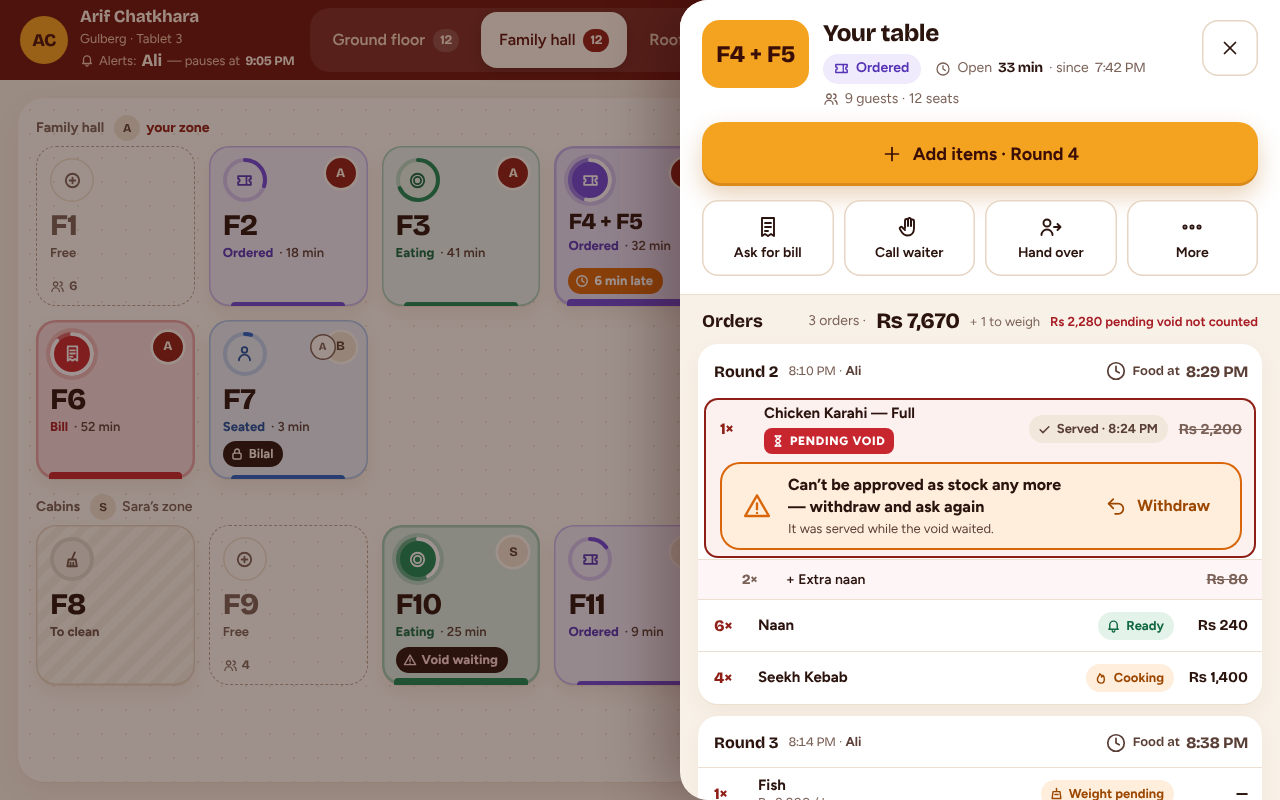 AC
Arif Chatkhara
Gulberg · Tablet 3
Alerts: Ali — pauses at 9:05 PM
Ground floor 12
Family hall 12
Family hall A your zone
F1
Free
6
A
F2
Ordered · 18 min
A
F3
Eating · 41 min
F4 + F5
Ordered · 32 min
6 min late
A
F6
Bill · 52 min
A B
F7
Seated · 3 min
Bilal
Cabins S Sara's zone
F8
To clean
F9
Free
4
S
F10
Eating · 25 min
Void waiting
F11
Ordered · 9 min
F4 + F5
Your table
Ordered Open 33 min · since 7:42 PM
9 guests · 12 seats
Add items · Round 4
Ask for bill
Call waiter
Hand over
More
Orders 3 orders · Rs 7,670 + 1 to weigh Rs 2,280 pending void not counted
Round 2 8:10 PM · Ali Food at 8:29 PM
1× Chicken Karahi — Full Served · 8:24 PM Rs 2,200
PENDING VOID
Can't be approved as stock any more
— withdraw and ask again
It was served while the void waited.
Withdraw
2× + Extra naan Rs 80
6× Naan Ready Rs 240
4× Seekh Kebab Cooking Rs 1,400
Round 3 8:14 PM · Ali Food at 8:38 PM
1× Fish Weight pending —